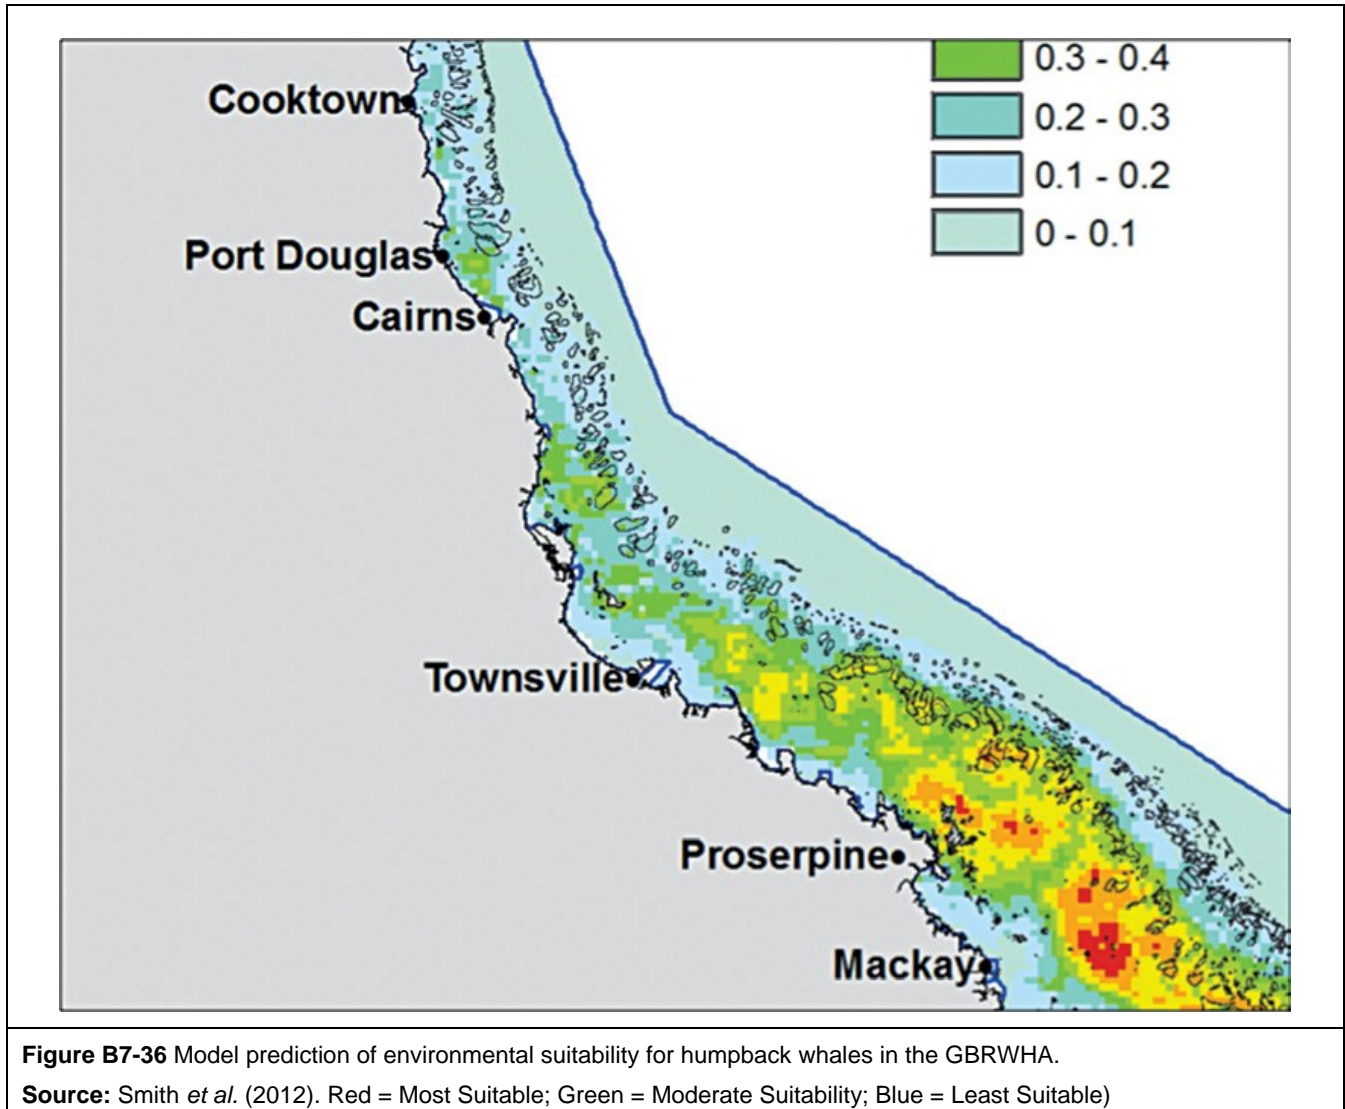 0.3 - 0.4
Cooktown
0.2 - 0.3
0.1 - 0.2
0 - 0.1
Port Douglas
Cairns
Townsville
Proserpine
Mackay
Figure B7-36 Model prediction of environmental suitability for humpback whales in the GBRWHA.
Source: Smith et al. (2012). Red = Most Suitable; Green = Moderate Suitability; Blue = Least Suitable)